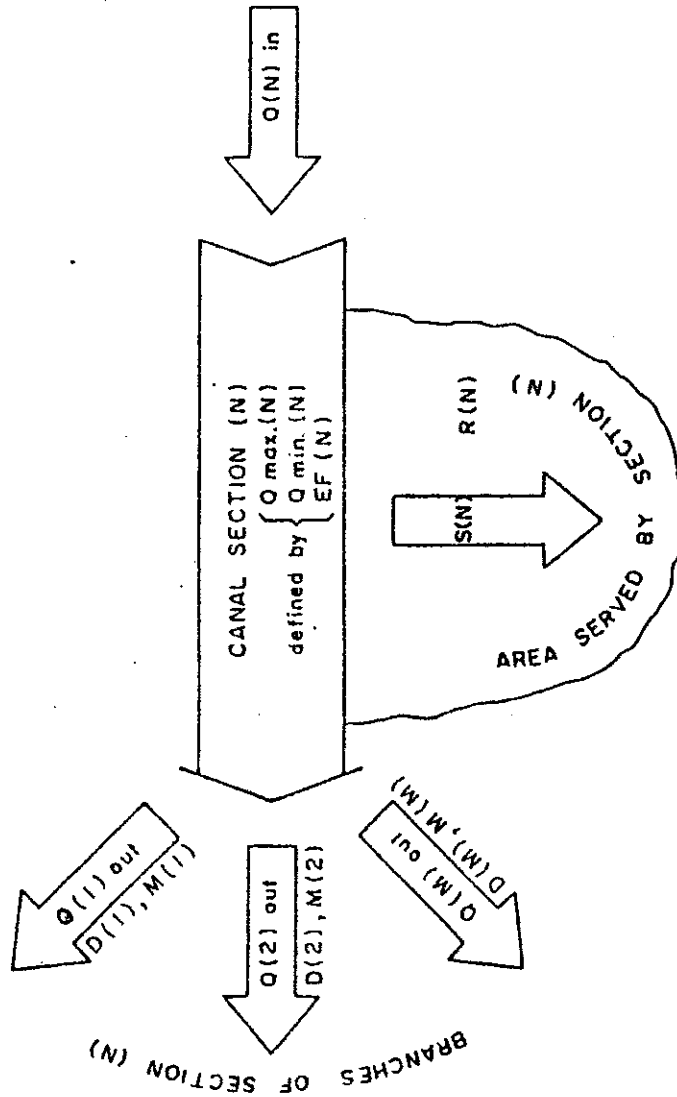 Q(N) in
CANAL SECTION (N)
Q max.(N)
defined by { Q min. (N)
EF (N)
S(N)
R(N)
AREA SERVED BY SECTION (N)
Q(1) out
D(1), M(1)
Q(2) out
D(2), M(2)
Q(M) out
D(M), M(M)
BRANCHES OF SECTION (N)